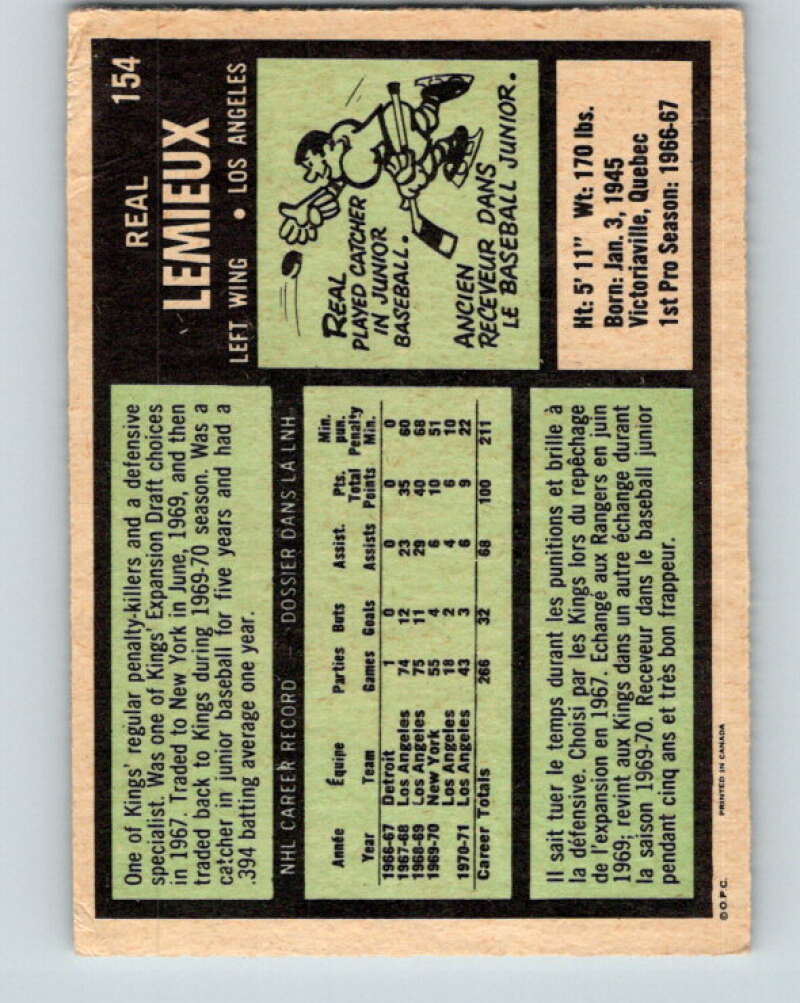 154
REAL
LEMIEUX
LEFT WING • LOS ANGELES
One of Kings' regular penalty-killers and a defensive
specialist. Was one of Kings' Expansion Draft choices
in 1967. Traded to New York in June, 1969, and then
traded back to Kings during 1969-70 season. Was a
catcher in junior baseball for five years and had a
.394 batting average one year.
REAL
PLAYED CATCHER
IN JUNIOR
BASEBALL.
ANCIEN
RECEVEUR DANS
LE BASEBALL JUNIOR.
NHL CAREER RECORD — DOSSIER DANS LA LNH
Année Équipe Parties Buts Assist. Pts. Min. pun.
Year Team Games Goals Assists Total Points Penalty Min.
1966-67 Detroit 1 0 0 0 0
1967-68 Los Angeles 74 12 23 35 60
1968-69 Los Angeles 75 11 29 40 68
1969-70 New York 55 4 6 10 51
Los Angeles 18 2 4 6 10
1970-71 Los Angeles 43 3 6 9 22
Career Totals 266 32 68 100 211
Ht: 5' 11" Wt: 170 lbs.
Born: Jan. 3, 1945
Victoriaville, Quebec
1st Pro Season: 1966-67
Il sait tuer le temps durant les punitions et brille à
la défensive. Choisi par les Kings lors du repêchage
de l'expansion en 1967. Echangé aux Rangers en juin
1969; revint aux Kings dans un autre échange durant
la saison 1969-70. Receveur dans le baseball junior
pendant cinq ans et très bon frappeur.
©O.P.C. PRINTED IN CANADA